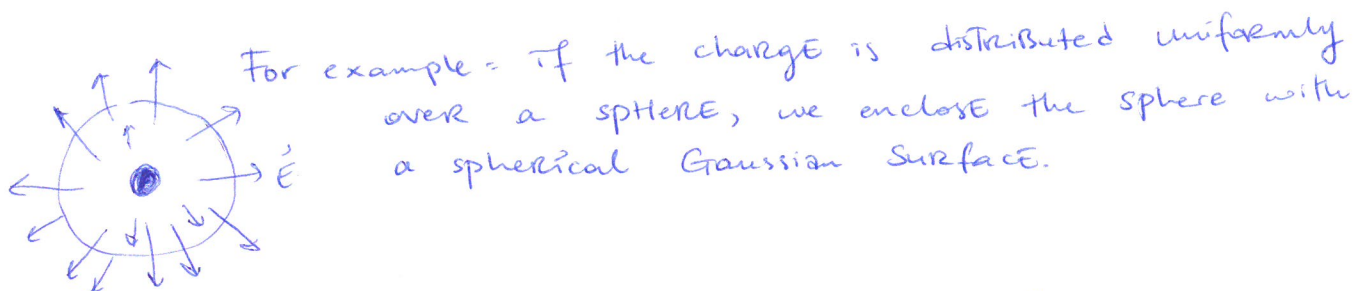 For example = if the chaRgE is disTRiButed unifoRmly
oveR a spHeRE, we enclosE the sphere with
a spheRical Gaussian SuRfacE.
E